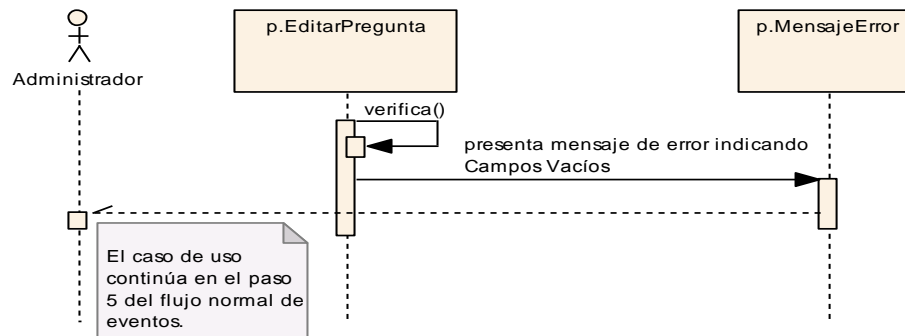 p.EditarPregunta
p.MensajeError
Administrador
verifica()
presenta mensaje de error indicando
Campos Vacíos
El caso de uso
continúa en el paso
5 del flujo normal de
eventos.